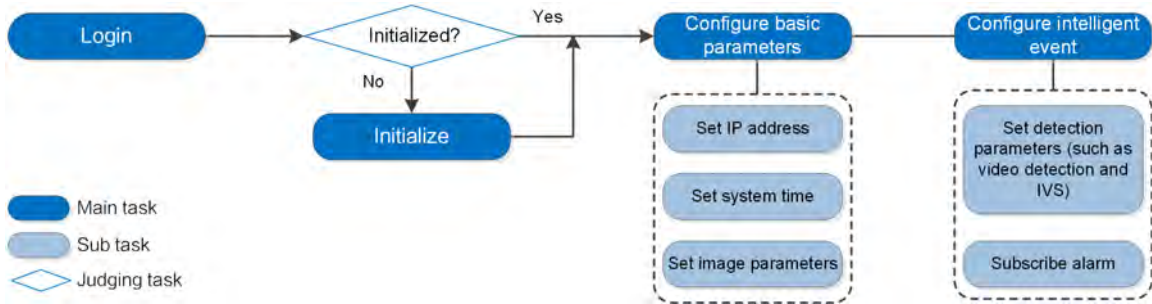 Login
Initialized?
Yes
No
Initialize
Configure basic
parameters
Set IP address
Set system time
Set image parameters
Configure intelligent
event
Set detection
parameters (such as
video detection and
IVS)
Subscribe alarm
Main task
Sub task
Judging task